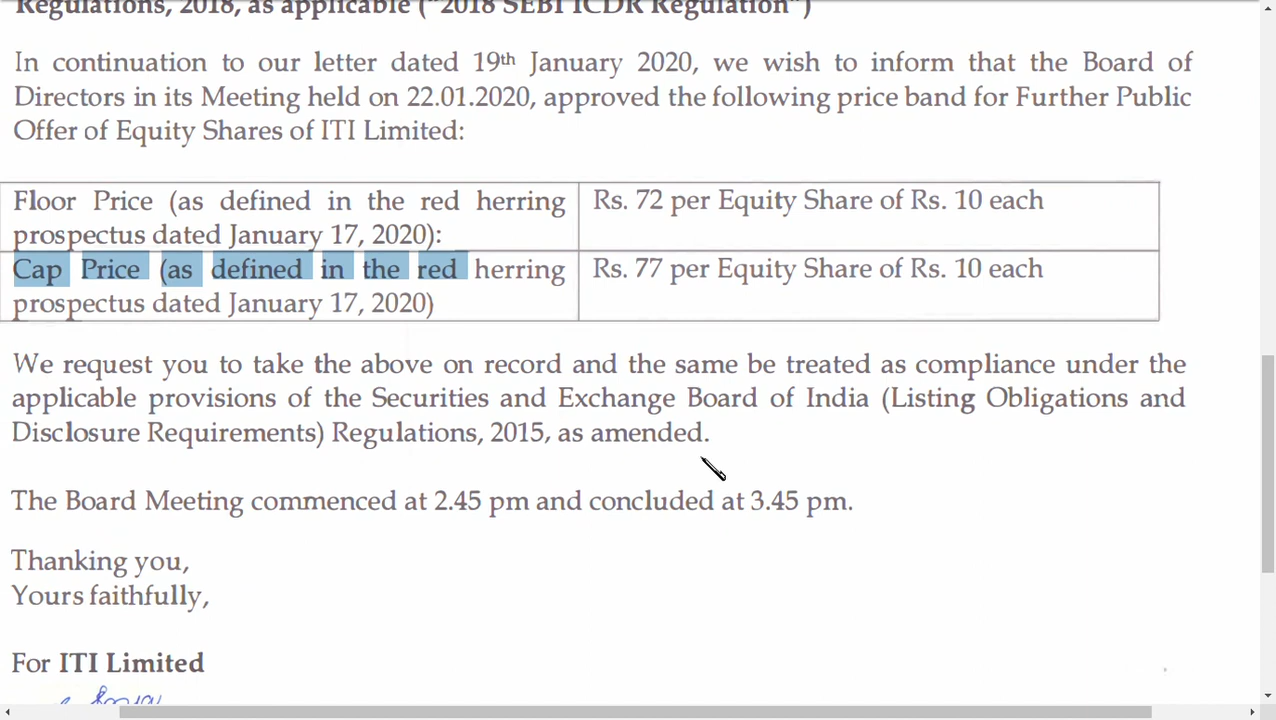 Regulations, 2018, as applicable (“2018 SEBI ICDR Regulation”)
In continuation to our letter dated 19th January 2020, we wish to inform that the Board of
Directors in its Meeting held on 22.01.2020, approved the following price band for Further Public
Offer of Equity Shares of ITI Limited:
Floor Price (as defined in the red herring
prospectus dated January 17, 2020):
Rs. 72 per Equity Share of Rs. 10 each
Cap Price (as defined in the red herring
prospectus dated January 17, 2020)
Rs. 77 per Equity Share of Rs. 10 each
We request you to take the above on record and the same be treated as compliance under the
applicable provisions of the Securities and Exchange Board of India (Listing Obligations and
Disclosure Requirements) Regulations, 2015, as amended.
The Board Meeting commenced at 2.45 pm and concluded at 3.45 pm.
Thanking you,
Yours faithfully,
For ITI Limited